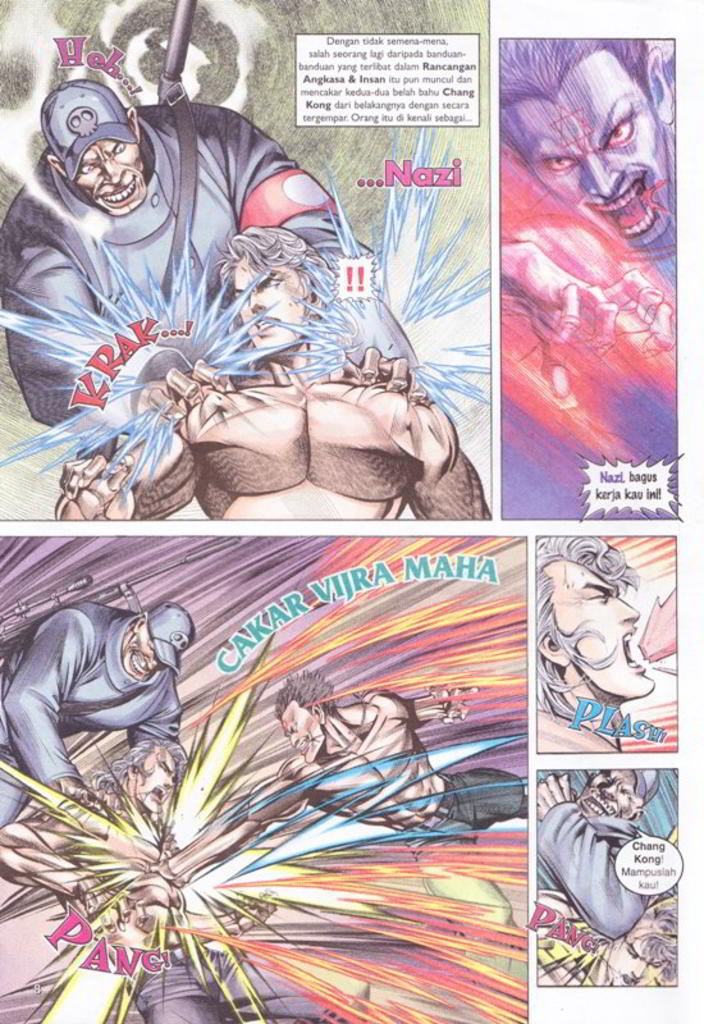 Heh...!
Dengan tidak semena-mena,
salah seorang lagi daripada banduan-
banduan yang terlibat dalam Rancangan
Angkasa & Insan itu pun muncul dan
mencakar kedua-dua belah bahu Chang
Kong dari belakangnya dengan secara
tergempar. Orang itu di kenali sebagai...
...Nazi
!!
KRAK...!
Nazi, bagus
kerja kau ini!
CAKAR VIJRA MAHA
PANG!
PLASH!
Chang
Kong!
Mampuslah
kau!
PANG!
8